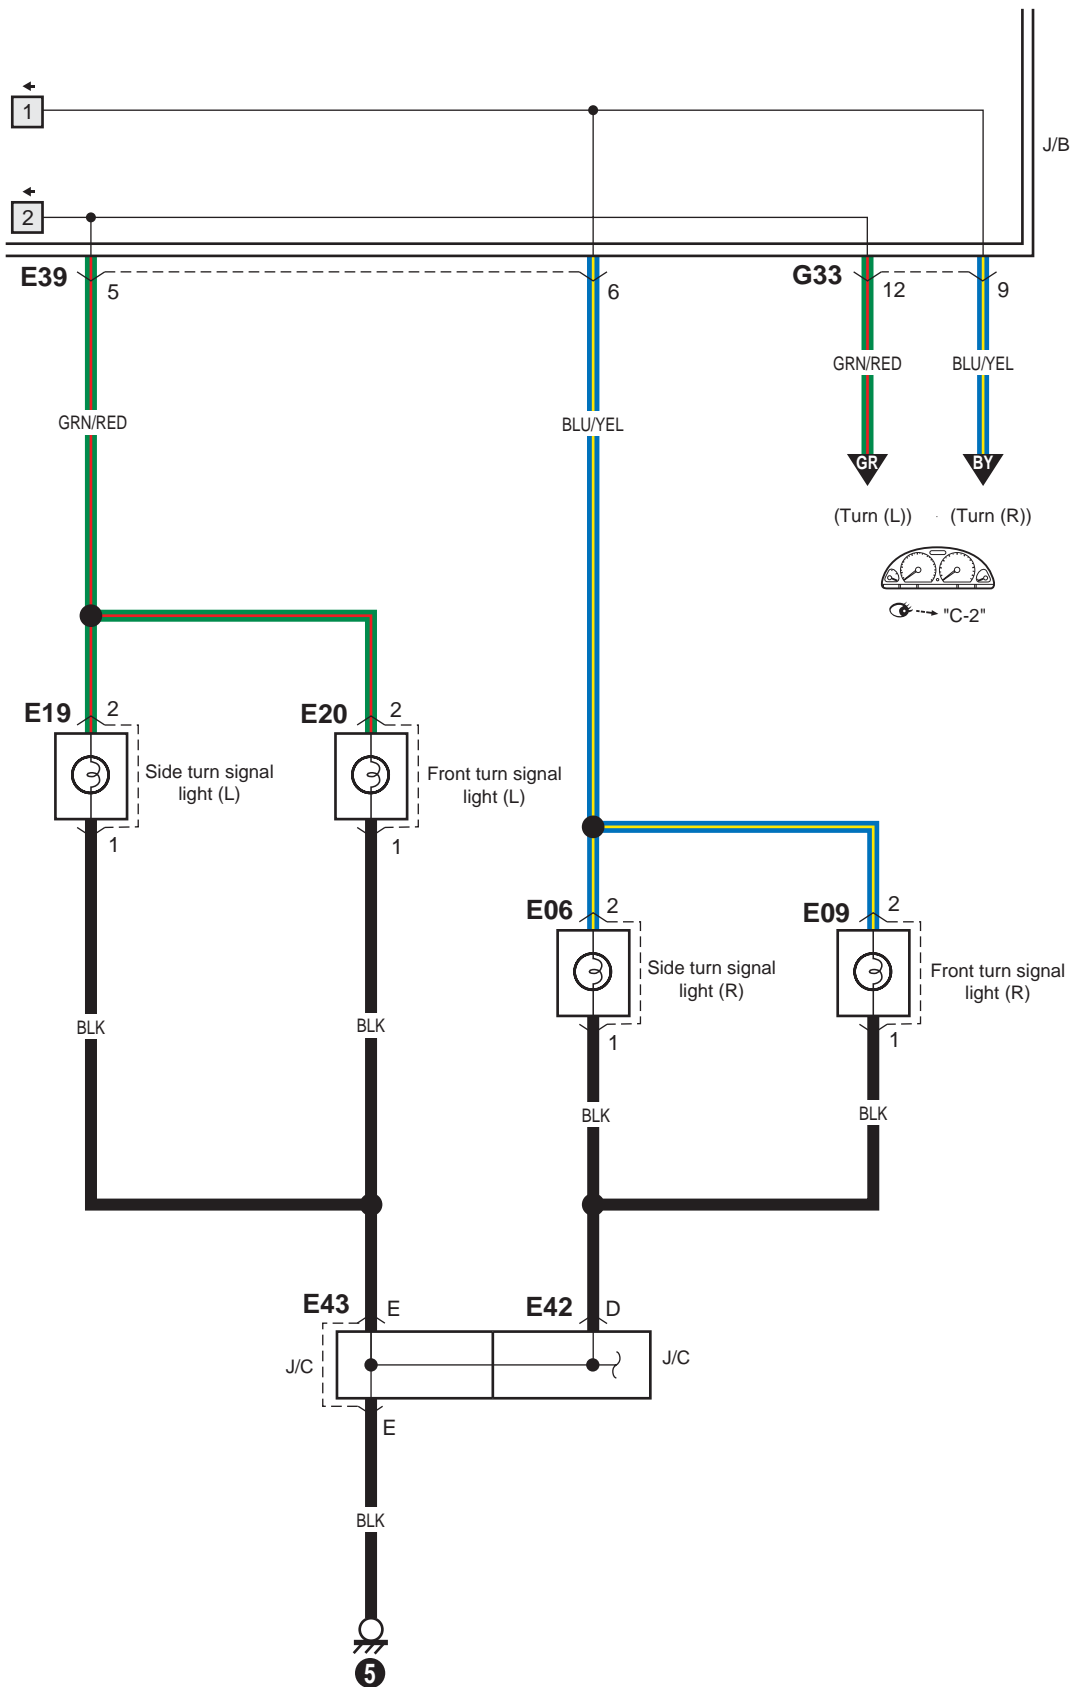 1
J/B
2
E39
5
6
G33
12
9
GRN/RED
BLU/YEL
GRN/RED
BLU/YEL
GR
BY
(Turn (L))
(Turn (R))
"C-2"
E19
2
E20
2
Side turn signal
light (L)
Front turn signal
light (L)
1
1
E06
2
E09
2
Side turn signal
light (R)
Front turn signal
light (R)
1
1
BLK
BLK
BLK
BLK
E43
E
E42
D
J/C
J/C
E
BLK
5